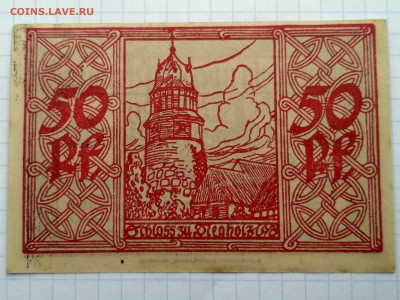 COINS.LAVE.RU
50 50
Pf. Pf.
Schloss zu Diepholz